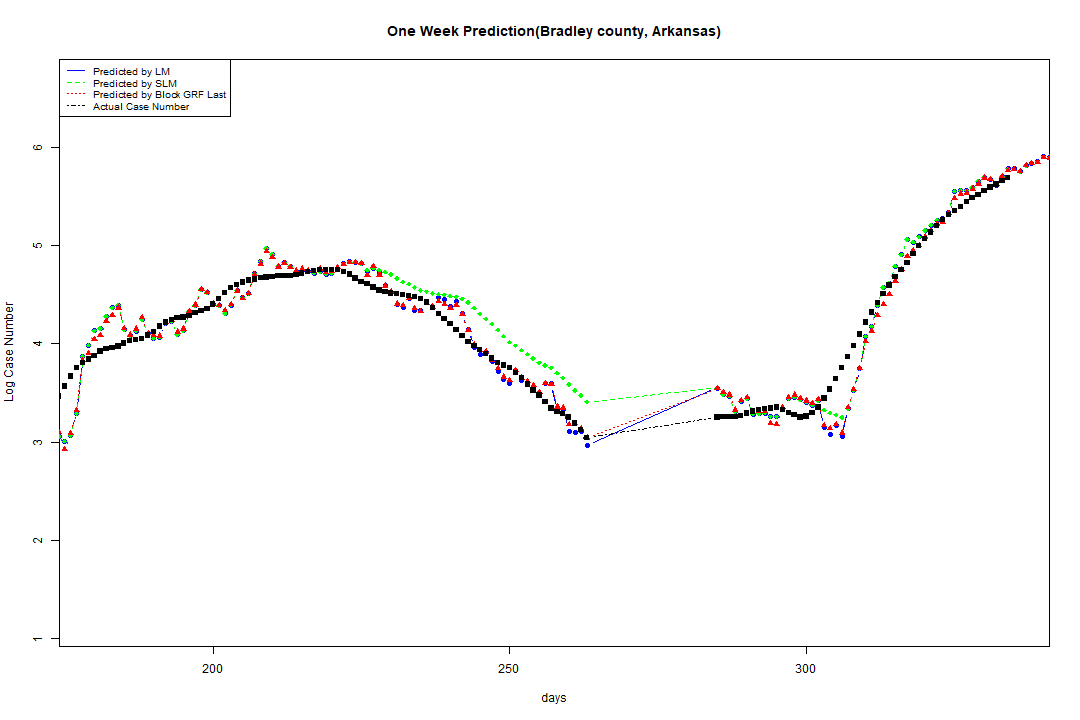 One Week Prediction(Bradley county, Arkansas)
Predicted by LM
Predicted by SLM
Predicted by Block GRF Last
Actual Case Number
Log Case Number
6
5
4
3
2
1
200 250 300
days